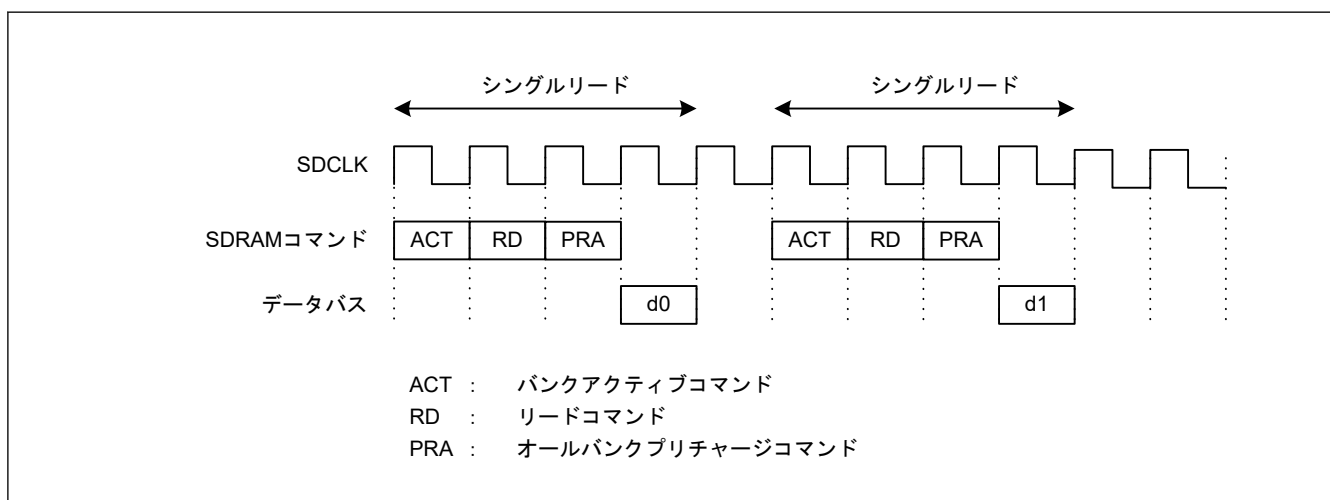 シングルリード シングルリード
SDCLK
SDRAMコマンド ACT RD PRA ACT RD PRA
データバス d0 d1
ACT : バンクアクティブコマンド
RD : リードコマンド
PRA : オールバンクプリチャージコマンド